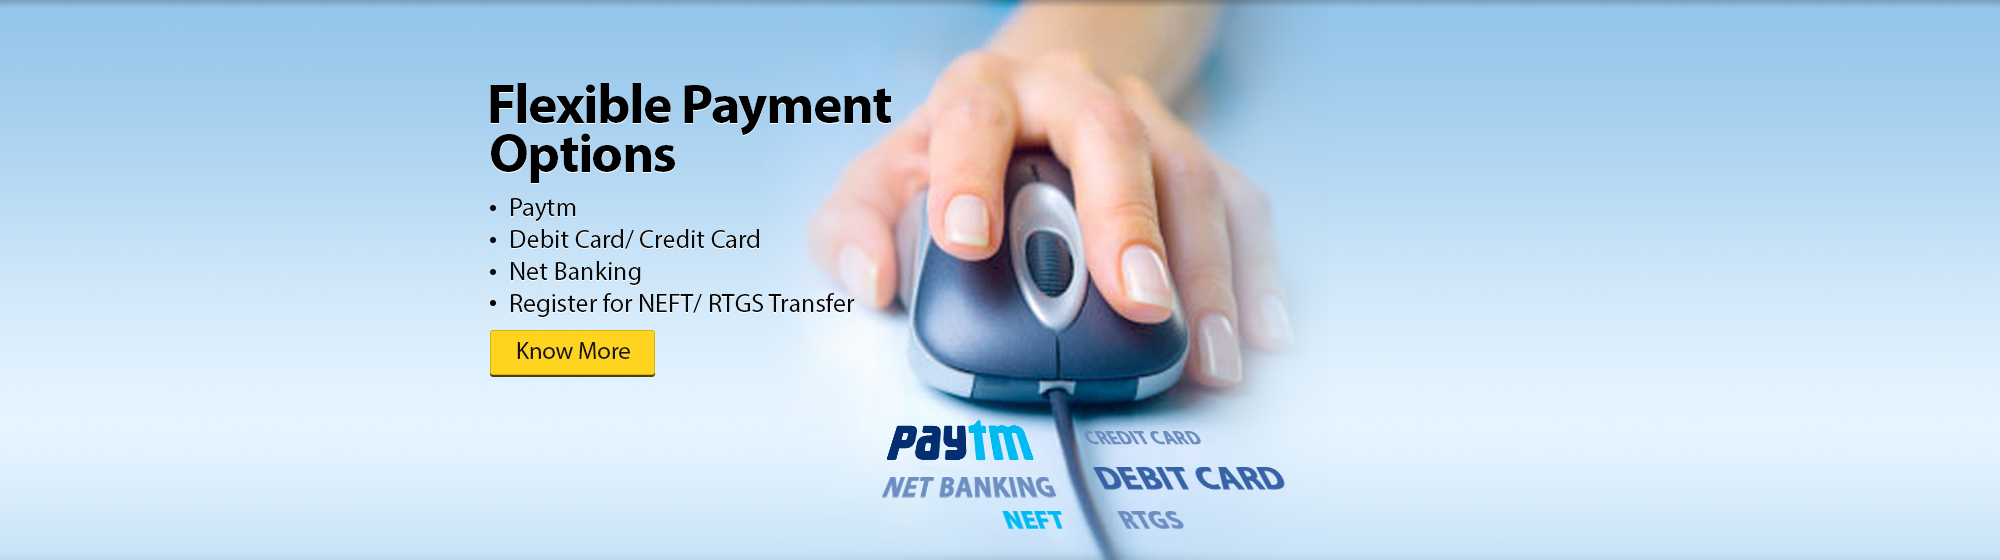 Flexible Payment
Options
• Paytm
• Debit Card/ Credit Card
• Net Banking
• Register for NEFT/ RTGS Transfer
Know More
paytm
CREDIT CARD
NET BANKING
DEBIT CARD
NEFT
RTGS